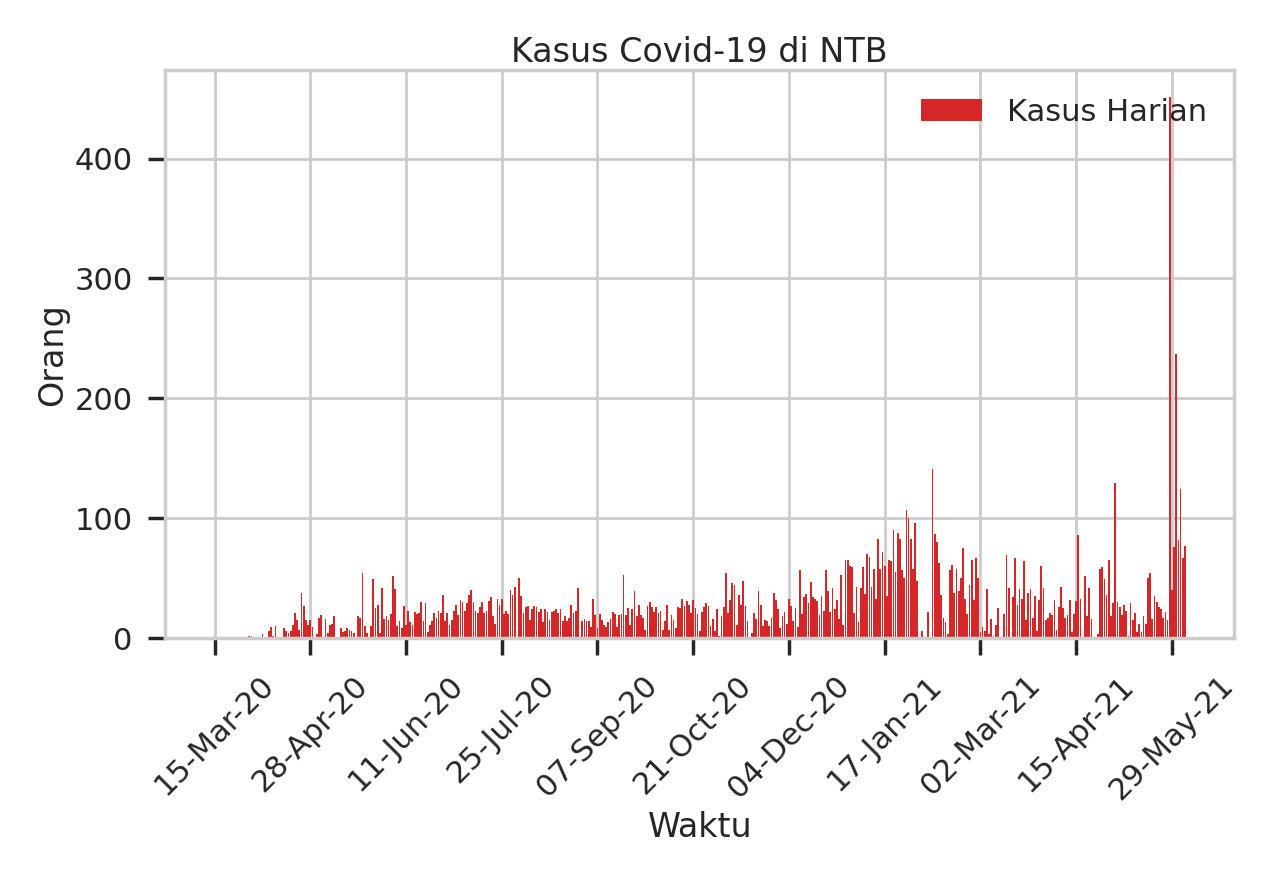 Kasus Covid-19 di NTB
Kasus Harian
Orang
400
300
200
100
0
15-Mar-20
28-Apr-20
11-Jun-20
25-Jul-20
07-Sep-20
21-Oct-20
04-Dec-20
17-Jan-21
02-Mar-21
15-Apr-21
29-May-21
Waktu